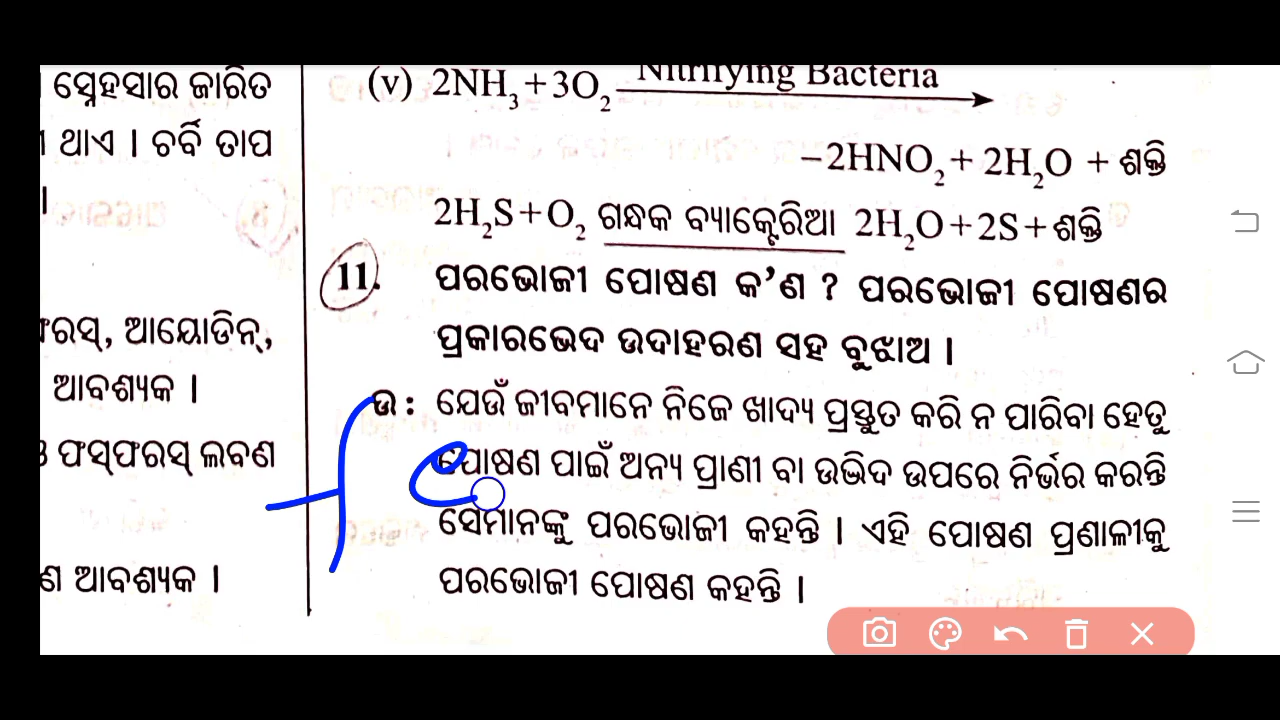 ସ୍ନେହସାର ଜାରିତ
ଥାଏ । ଚର୍ବି ତାପ
।
ଫରସ୍, ଆୟୋଡିନ୍,
ଆବଶ୍ୟକ ।
ଓ ଫସ୍‌ଫରସ୍ ଲବଣ
ଆବଶ୍ୟକ ।
(v) 2NH₃+3O₂ Nitrifying Bacteria
–2HNO₂+2H₂O +ଶକ୍ତି
2H₂S+O₂ ଗନ୍ଧକ ବ୍ୟାକ୍ଟେରିଆ 2H₂O+2S+ଶକ୍ତି
11. ପରଭୋଜୀ ପୋଷଣ କ’ଣ ? ପରଭୋଜୀ ପୋଷଣର
ପ୍ରକାରଭେଦ ଉଦାହରଣ ସହ ବୁଝାଅ ।
ଉ : ଯେଉଁ ଜୀବମାନେ ନିଜେ ଖାଦ୍ୟ ପ୍ରସ୍ତୁତ କରି ନ ପାରିବା ହେତୁ
ପୋଷଣ ପାଇଁ ଅନ୍ୟ ପ୍ରାଣୀ ବା ଉଦ୍ଭିଦ ଉପରେ ନିର୍ଭର କରନ୍ତି
ସେମାନଙ୍କୁ ପରଭୋଜୀ କହନ୍ତି । ଏହି ପୋଷଣ ପ୍ରଣାଳୀକୁ
ପରଭୋଜୀ ପୋଷଣ କହନ୍ତି ।